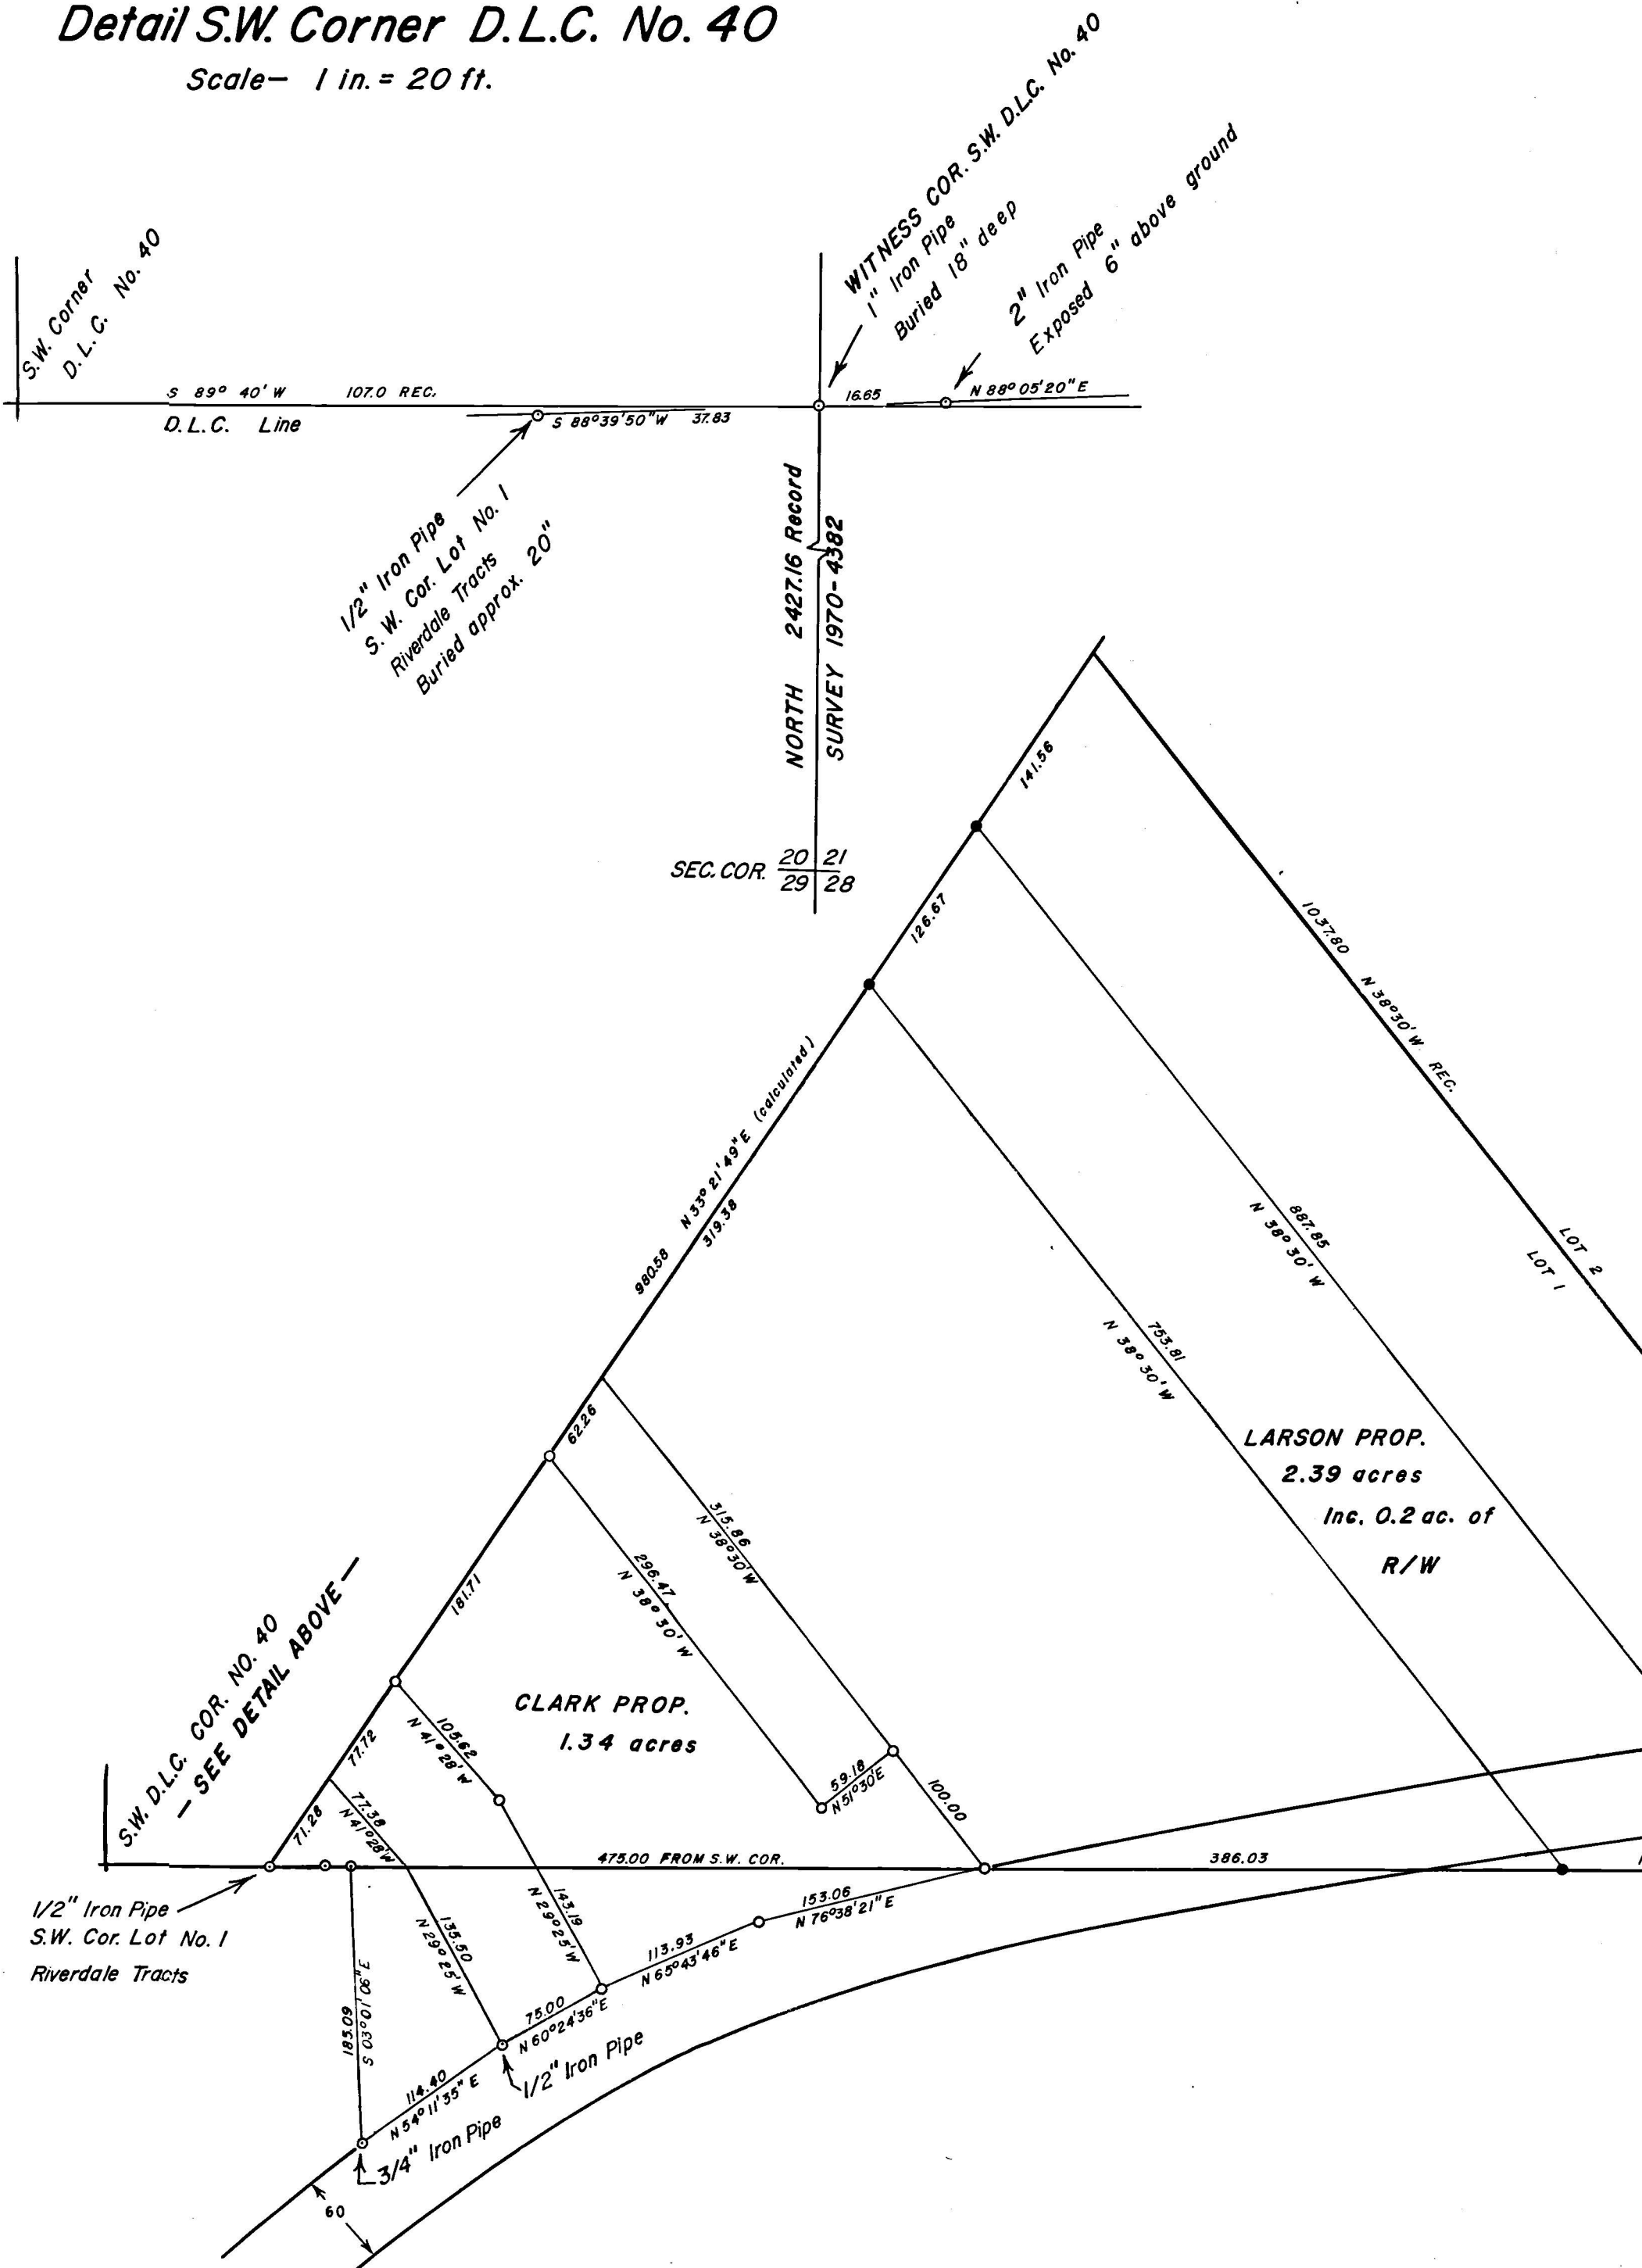 Detail S.W. Corner D.L.C. No. 40
Scale— 1 in. = 20 ft.
S.W. Corner
D.L.C. No. 40
WITNESS COR. S.W. D.L.C. No. 40
1" Iron Pipe
Buried 18" deep
2" Iron Pipe
Exposed 6" above ground
S 89° 40' W 107.0 REC.
D.L.C. Line
S 88°39'50"W 37.83
16.65
N 88°05'20"E
1/2" Iron Pipe
S. W. Cor. Lot No. 1
Riverdale Tracts
Buried approx. 20"
NORTH 2427.16 Record
SURVEY 1970-4382
SEC. COR.
20 21
29 28
141.56
126.67
1037.80 N 38°30' W REC.
LOT 2
LOT 1
887.85
N 38° 30' W
753.81
N 38° 30' W
980.58 N 33° 21' 49" E (calculated)
319.38
62.26
315.86
N 38°30' W
296.47
N 38° 30' W
181.71
LARSON PROP.
2.39 acres
Inc. 0.2 ac. of
R/W
S.W. D.L.C. COR. NO. 40
— SEE DETAIL ABOVE —
CLARK PROP.
1.34 acres
105.62
N 41°28' W
77.72
77.38
N 41°28' W
71.26
59.18
N 51°30'E
100.00
475.00 FROM S.W. COR.
386.03
1/2" Iron Pipe
S.W. Cor. Lot No. 1
Riverdale Tracts
143.19
N 29°25' W
135.50
N 29° 25' W
153.06
N 76°38'21" E
113.93
N 65°43'46"E
75.00
N 60°24'36"E
1/2" Iron Pipe
185.09
S 03°01'06"E
114.40
N 54°11'35" E
3/4" Iron Pipe
60